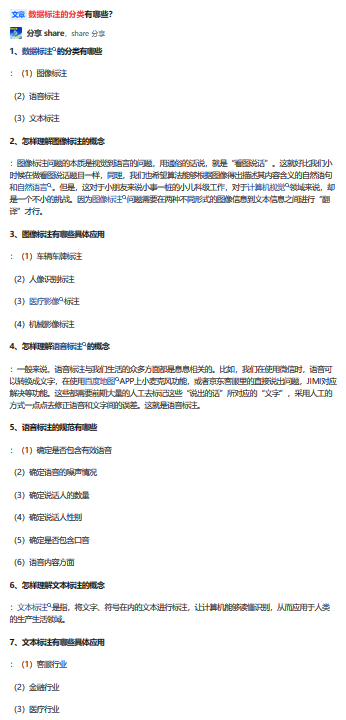 文章 数据标注的分类有哪些?
分享 share, share 分享
1、数据标注的分类有哪些
:（1）图像标注
（2）语音标注
（3）文本标注
2、怎样理解图像标注的概念
: 图像标注问题的本质是视觉到语言的问题，用通俗的话说，就是“看图说话”。这就好比我们小
时候在做看图说话题目一样，同理，我们也希望算法能够根据图像得出描述其内容含义的自然语句
和自然语言。但是，这对于小朋友来说小事一桩的小儿科级工作，对于计算机视觉领域来说，却
是一个不小的挑战。因为图像标注问题需要在两种不同形式的图像信息到文本信息之间进行“翻
译”才行。
3、图像标注有哪些具体应用
:（1）车辆车牌标注
（2）人像识别标注
（3）医疗影像标注
（4）机械影像标注
4、怎样理解语音标注的概念
: 一般来说，语音标注与我们生活的众多方面都是息息相关的。比如，我们在使用微信时，语音可
以转换成文字，在使用百度地图APP上小麦克风功能，或者京东客服里的直接说出问题，JIMI对应
解决等功能。这些都需要前期大量的人工去标记这些“说出的话”所对应的“文字”，采用人工的
方式一点点去修正语音和文字间的误差。这就是语音标注。
5、语音标注的规范有哪些
:（1）确定是否包含有效语音
（2）确定语音的噪声情况
（3）确定说话人的数量
（4）确定说话人性别
（5）确定是否包含口音
（6）语音内容方面
6、怎样理解文本标注的概念
: 文本标注是指，将文字、符号在内的文本进行标注，让计算机能够读懂识别，从而应用于人类
的生产生活领域。
7、文本标注有哪些具体应用
:（1）客服行业
（2）金融行业
（3）医疗行业